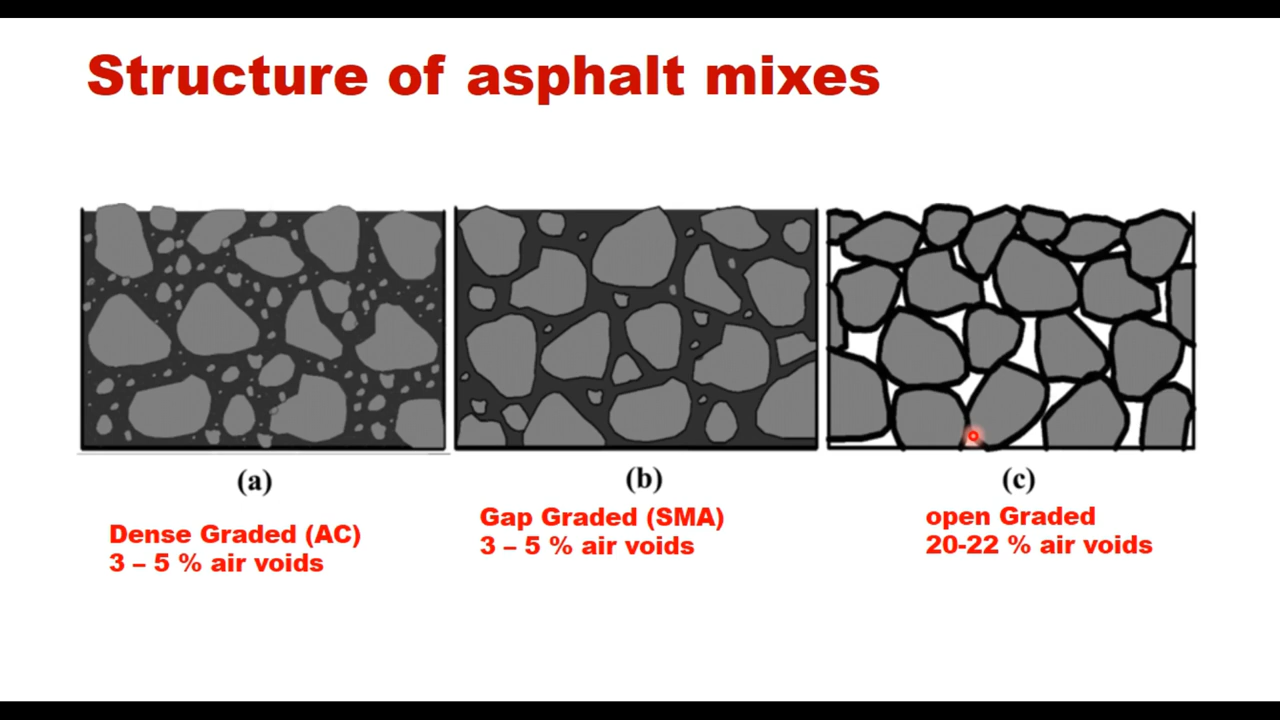 Structure of asphalt mixes
(a)
(b)
(c)
Dense Graded (AC)
3 – 5 % air voids
Gap Graded (SMA)
3 – 5 % air voids
open Graded
20-22 % air voids